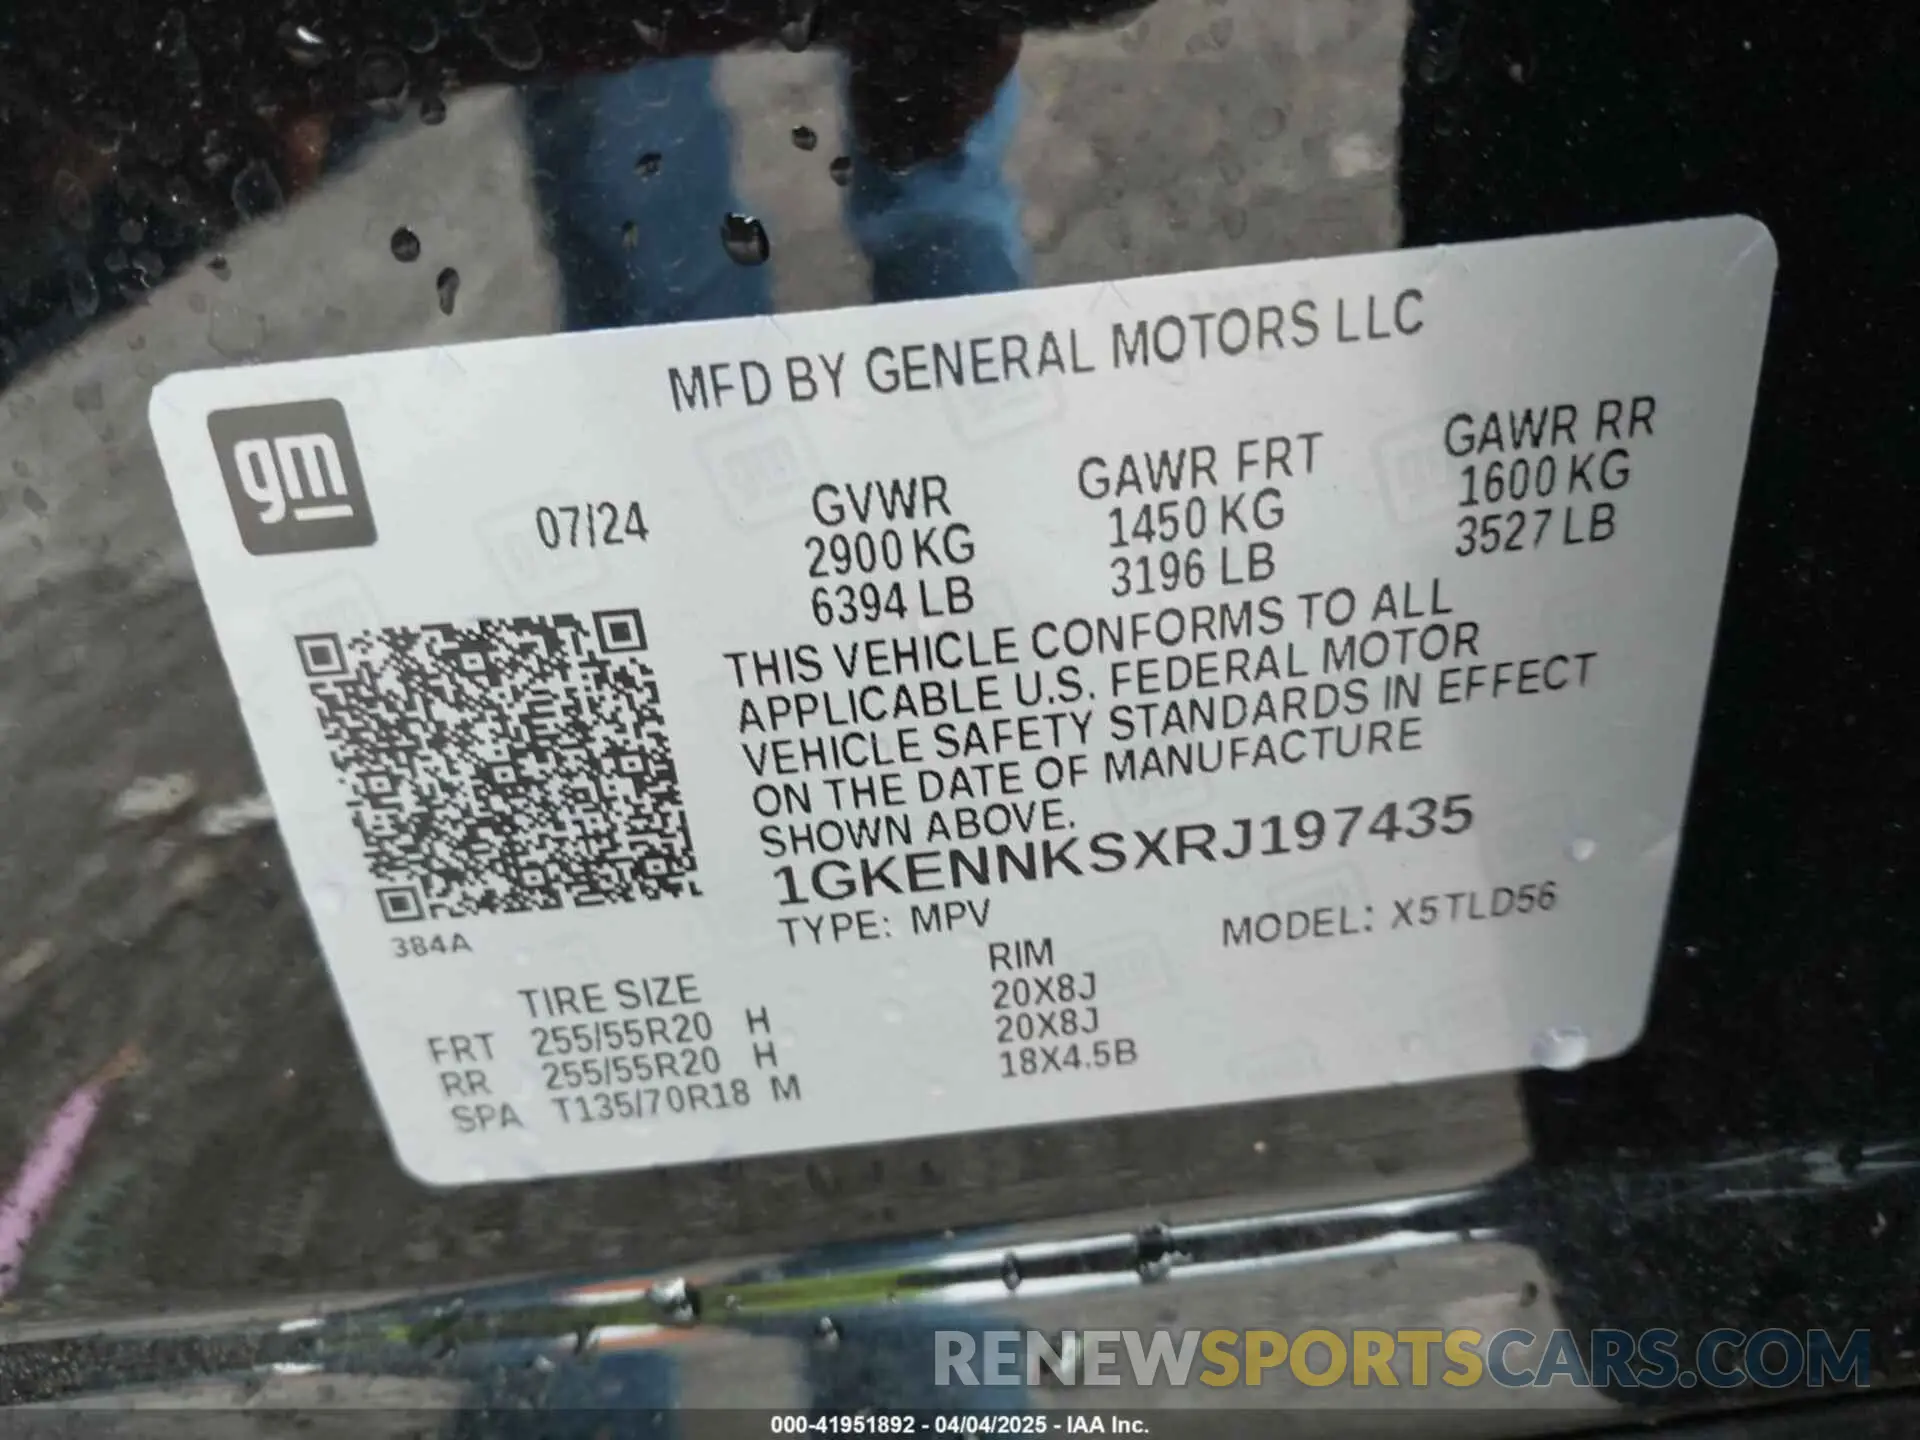 MFD BY GENERAL MOTORS LLC
gm
07/24
GVWR
2900 KG
6394 LB
GAWR FRT
1450 KG
3196 LB
GAWR RR
1600 KG
3527 LB
THIS VEHICLE CONFORMS TO ALL
APPLICABLE U.S. FEDERAL MOTOR
VEHICLE SAFETY STANDARDS IN EFFECT
ON THE DATE OF MANUFACTURE
SHOWN ABOVE.
1GKENNKSXRJ197435
TYPE: MPV
MODEL: X5TLD56
384A
TIRE SIZE RIM
FRT 255/55R20 H 20X8J
RR 255/55R20 H 20X8J
SPA T135/70R18 M 18X4.5B
RENEWSPORTSCARS.COM
000-41951892 - 04/04/2025 - IAA Inc.